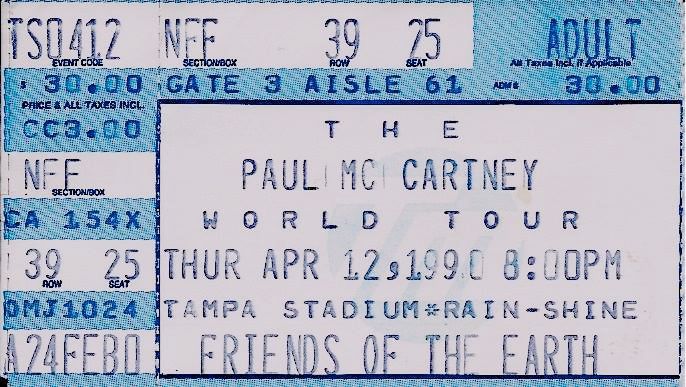 TS0412 NFF 39 25 ADULT
EVENT CODE SECTION/BOX ROW SEAT All Taxes Incl. If Applicable
$ 30.00 GATE 3 AISLE 61 ADM$ 30.00
PRICE & ALL TAXES INCL.
CC3.00 THE
NFF PAUL MC CARTNEY
SECTION/BOX
CA 154X WORLD TOUR
39 25 THUR APR 12,1990 8:00PM
ROW SEAT
OMJ1024 TAMPA STADIUM*RAIN-SHINE
A24FEB0 FRIENDS OF THE EARTH